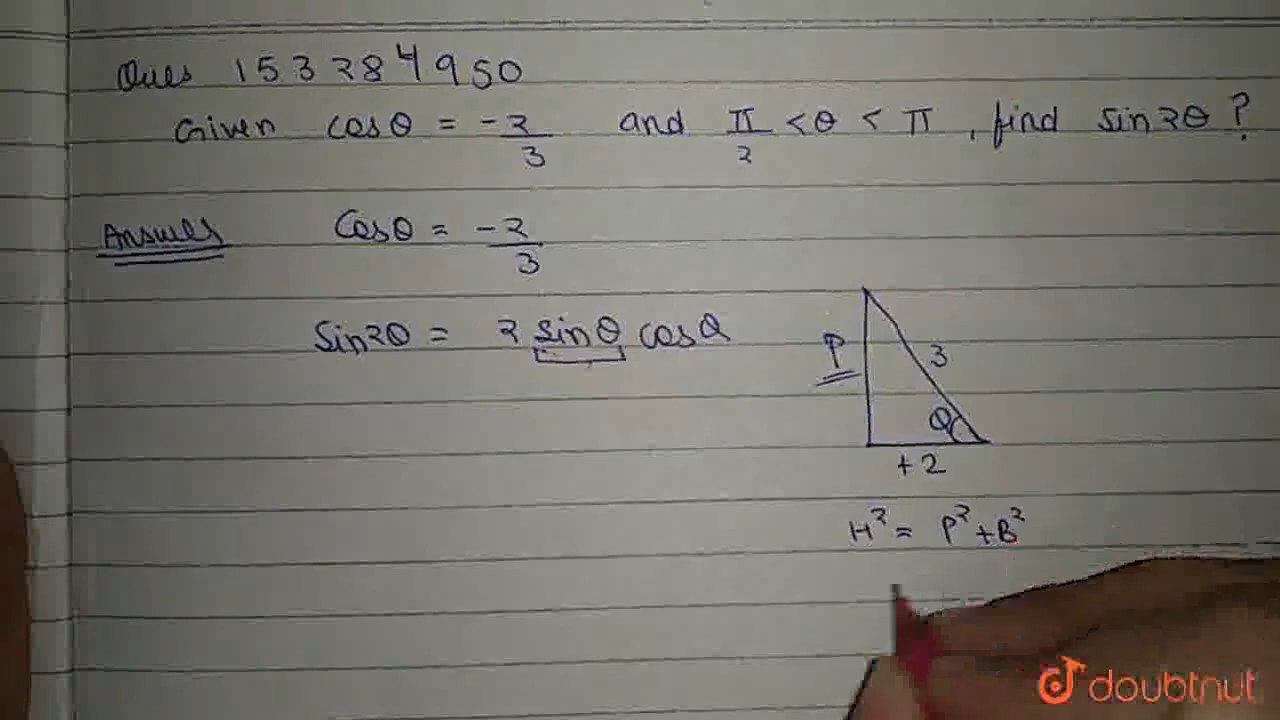 Ques 153284950
Given cosθ = -2/3 and π/2 < θ < π, find sin2θ ?
Answer
Cosθ = -2/3
Sin2θ = 2 sinθ cosθ
P
3
θ
+2
H² = P² + B²
doubtnut